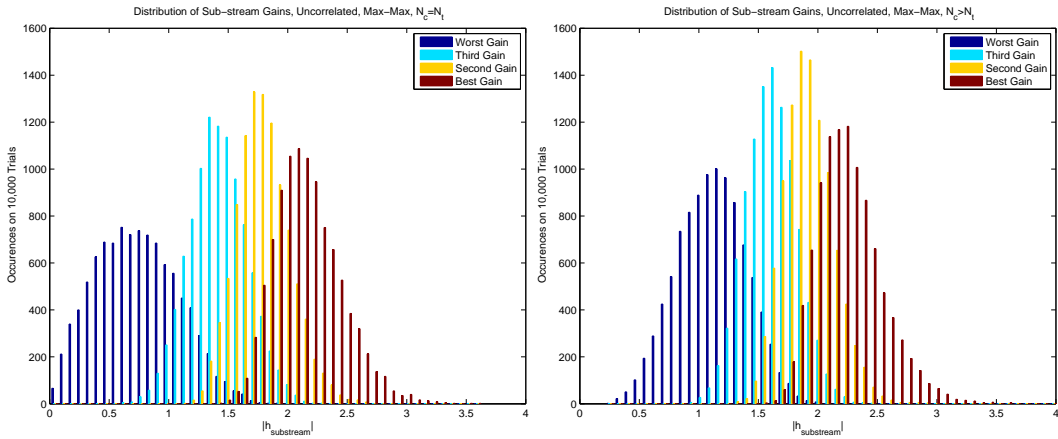 Distribution of Sub-stream Gains, Uncorrelated, Max-Max, N_c=N_t
1600
1400
1200
1000
800
600
400
200
0
Occurences on 10,000 Trials
0 0.5 1 1.5 2 2.5 3 3.5 4
|h_substream|
Worst Gain
Third Gain
Second Gain
Best Gain
Distribution of Sub-stream Gains, Uncorrelated, Max-Max, N_c>N_t
1600
1400
1200
1000
800
600
400
200
0
Occurences on 10,000 Trials
0 0.5 1 1.5 2 2.5 3 3.5 4
|h_substream|
Worst Gain
Third Gain
Second Gain
Best Gain